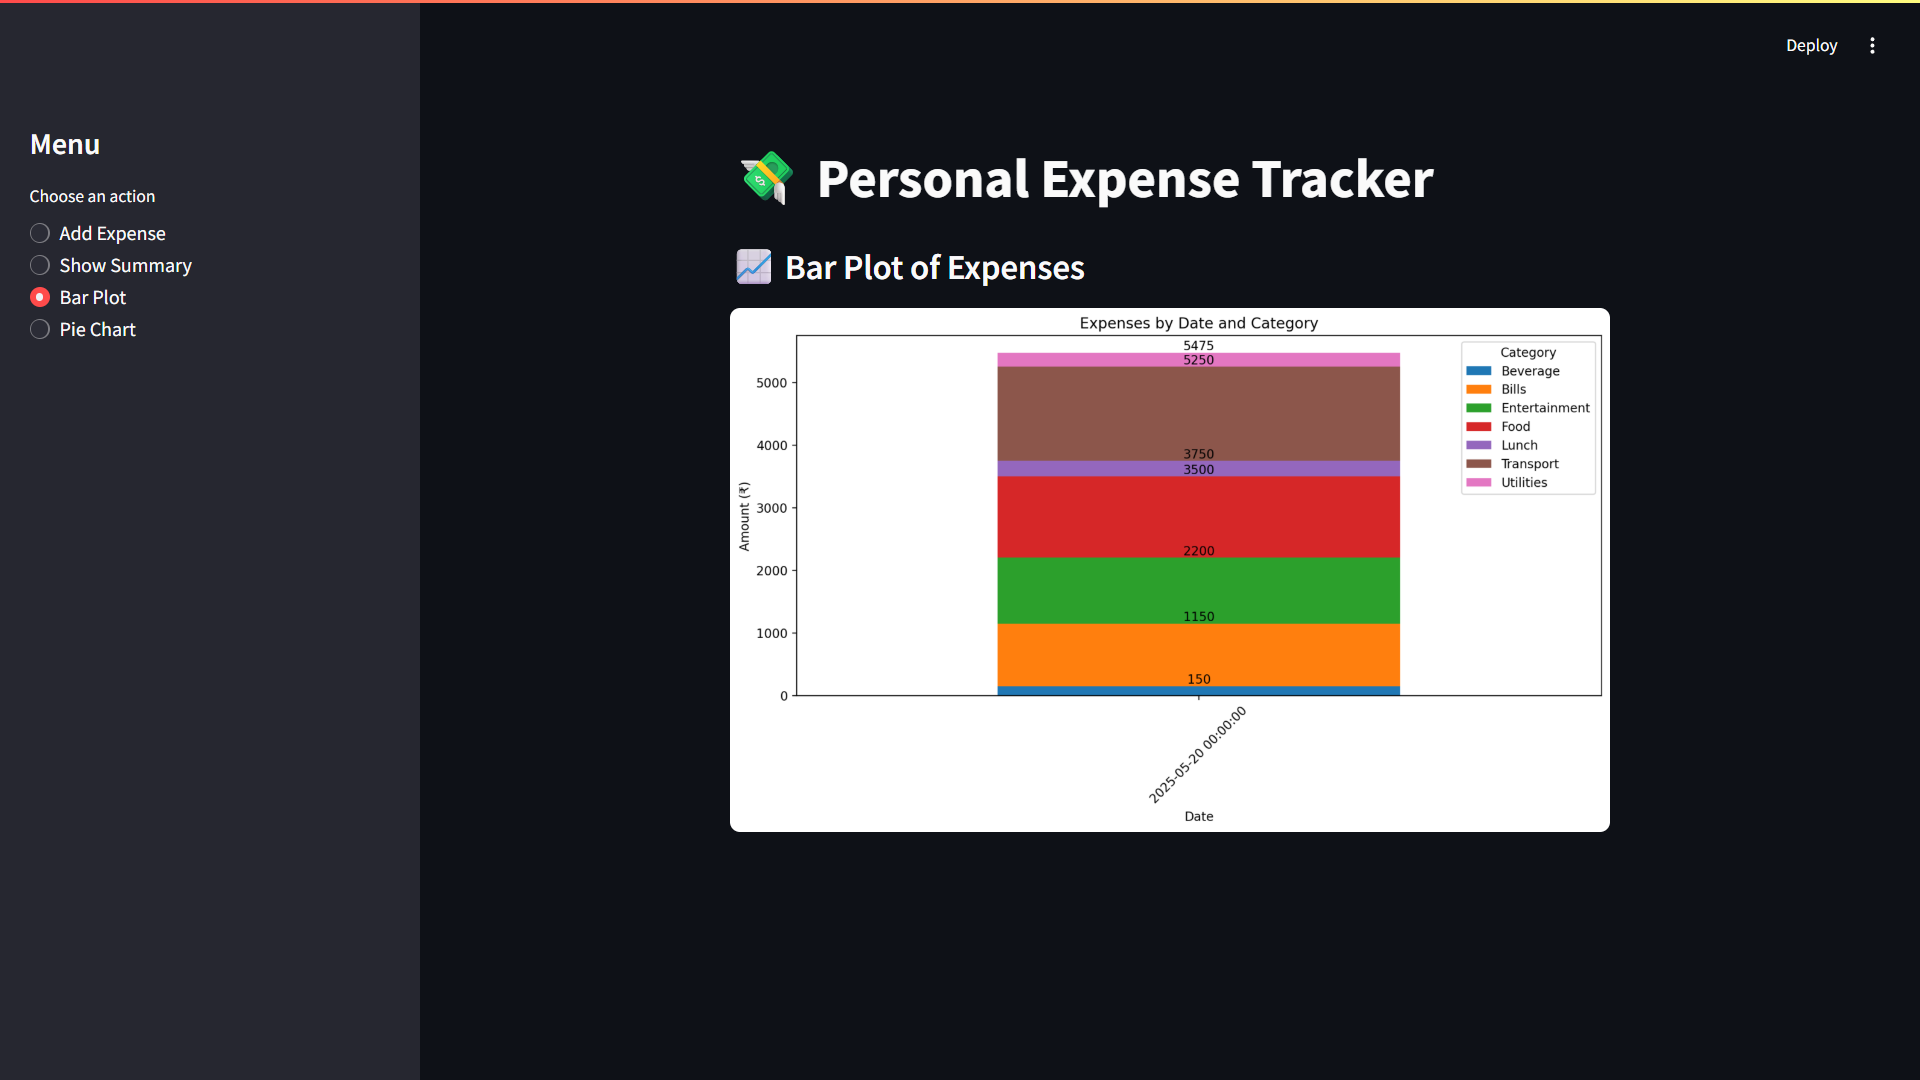 Deploy
Menu
Choose an action
Add Expense
Show Summary
Bar Plot
Pie Chart
Personal Expense Tracker
Bar Plot of Expenses
Expenses by Date and Category
5475
5250
3750
3500
2200
1150
150
Category
Beverage
Bills
Entertainment
Food
Lunch
Transport
Utilities
Amount (₹)
5000
4000
3000
2000
1000
0
2025-05-20 00:00:00
Date